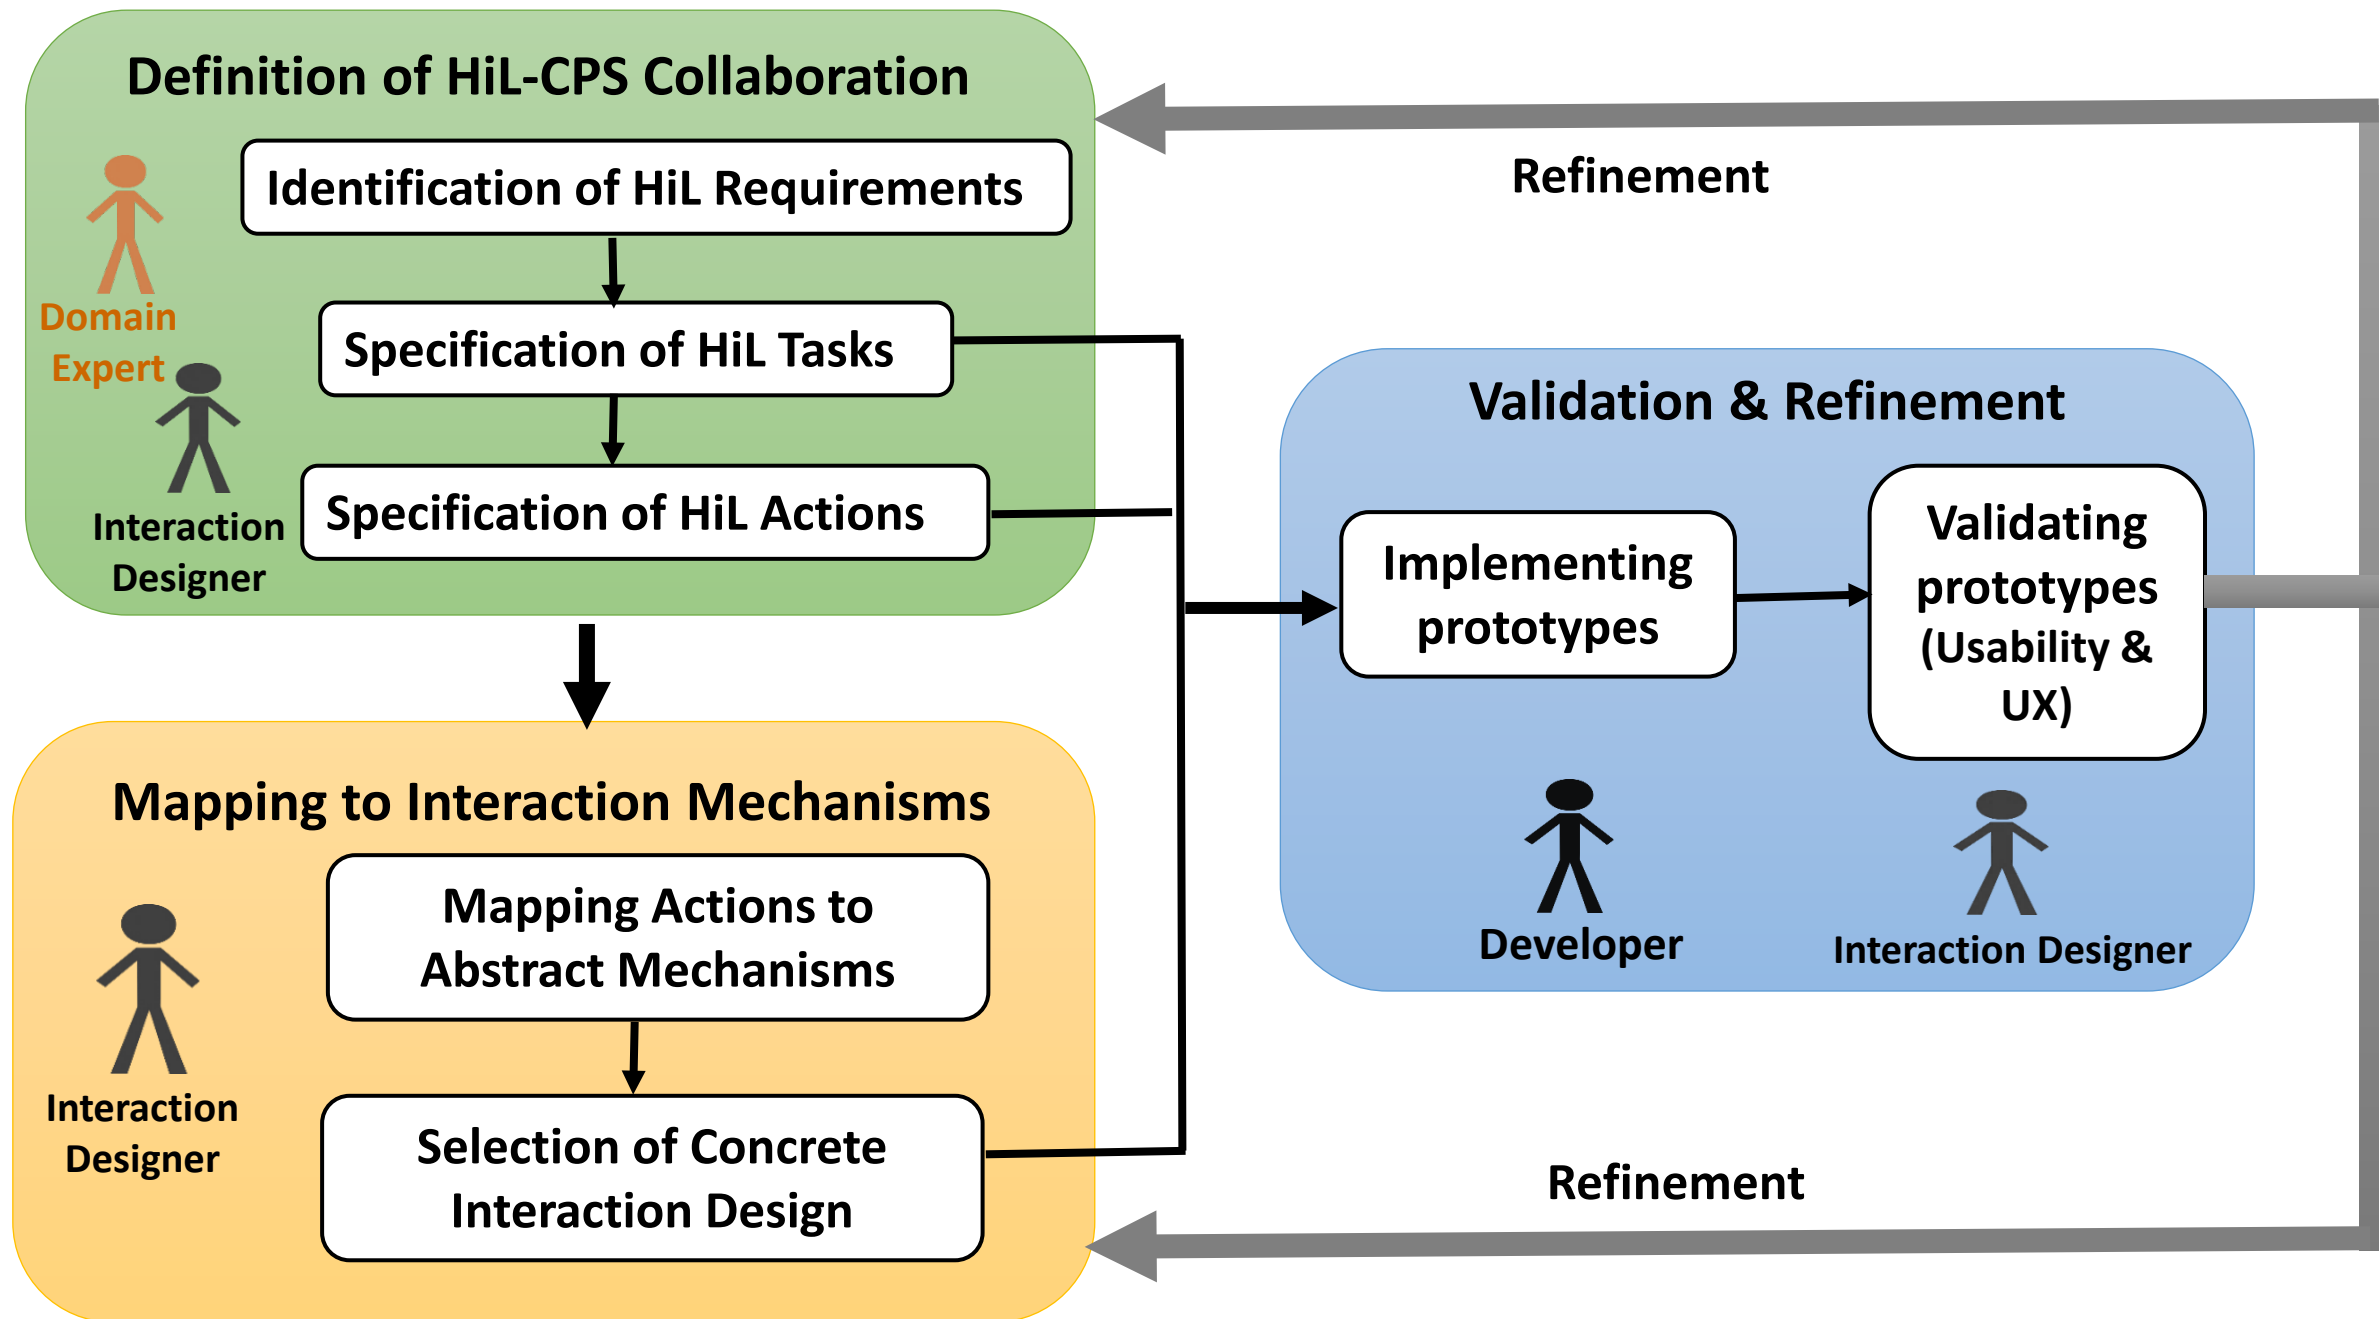 Definition of HiL-CPS Collaboration
Identification of HiL Requirements
Domain
Expert
Specification of HiL Tasks
Specification of HiL Actions
Interaction
Designer
Refinement
Mapping to Interaction Mechanisms
Mapping Actions to
Abstract Mechanisms
Interaction
Designer
Selection of Concrete
Interaction Design
Validation & Refinement
Implementing
prototypes
Validating
prototypes
(Usability &
UX)
Developer
Interaction Designer
Refinement